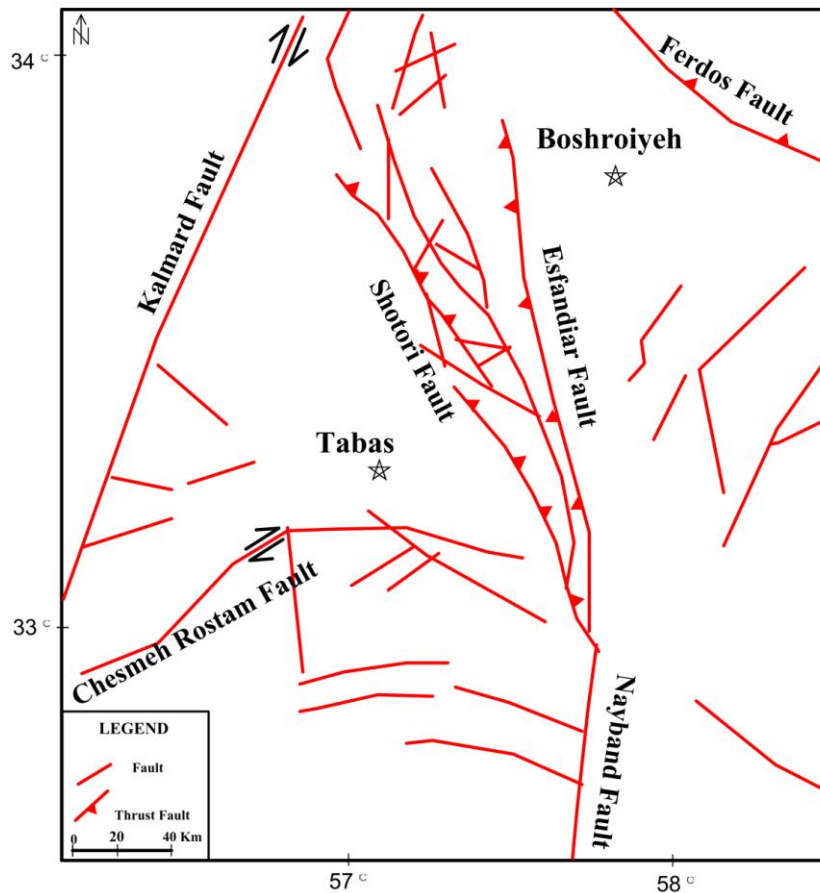 N
34 °
Ferdos Fault
Boshroiyeh
Kalmard Fault
Esfandiar Fault
Shotori Fault
Tabas
Chesmeh Rostam Fault
33 °
Nayband Fault
LEGEND
Fault
Thrust Fault
0 20 40 Km
57 °
58 °